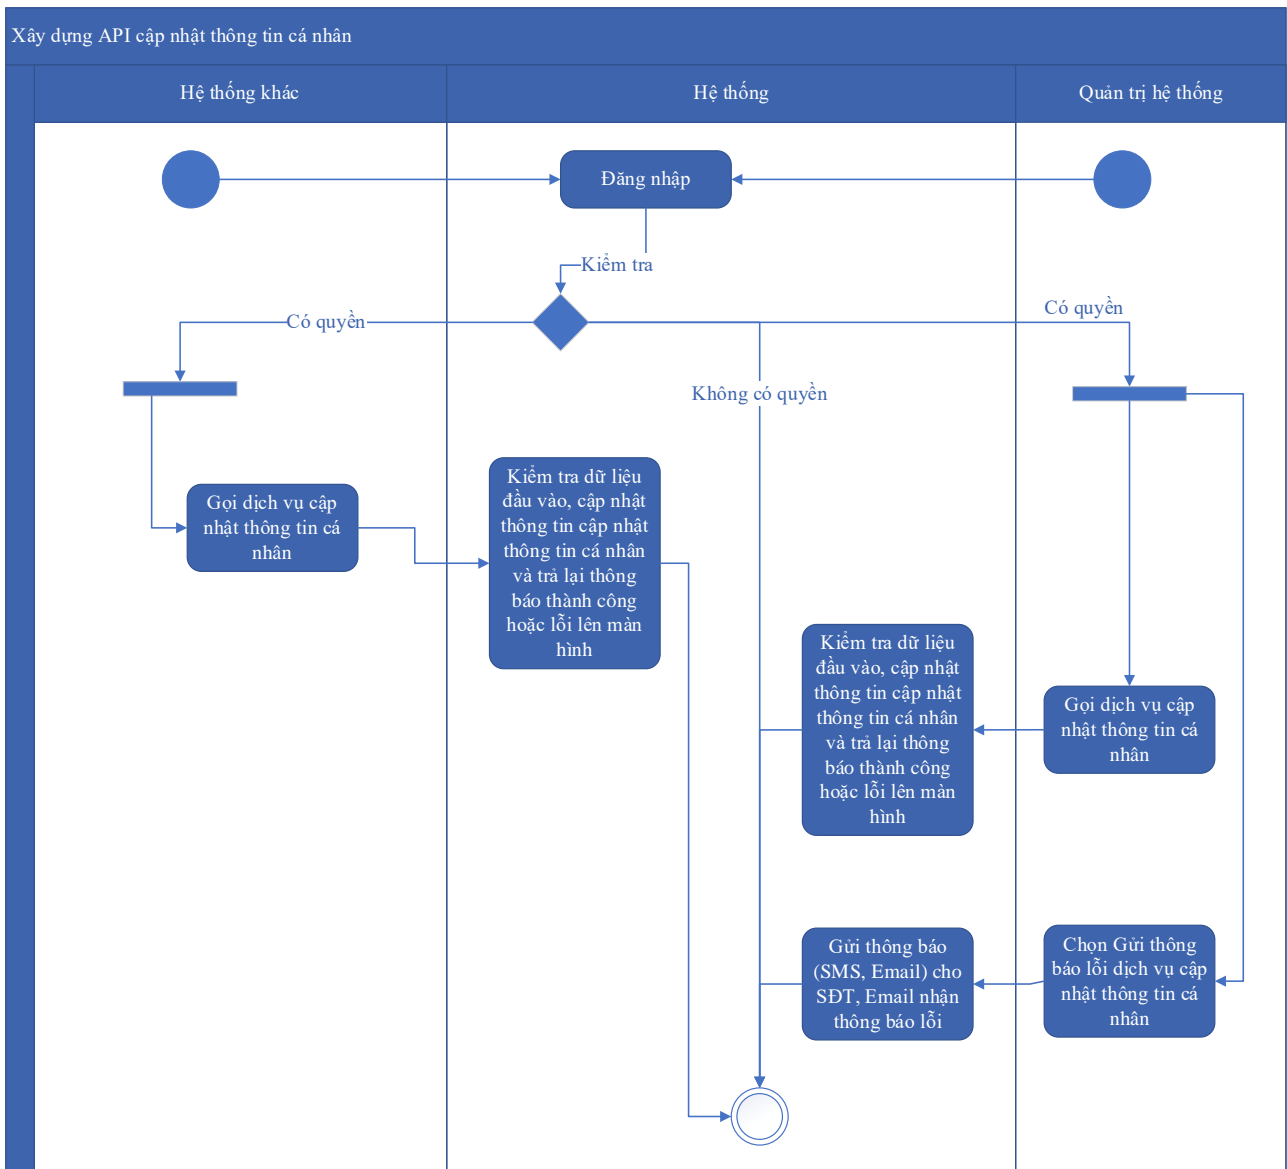 Xây dựng API cập nhật thông tin cá nhân
Hệ thống khác
Hệ thống
Quản trị hệ thống
Đăng nhập
Kiểm tra
Có quyền
Có quyền
Không có quyền
Gọi dịch vụ cập
nhật thông tin cá
nhân
Kiểm tra dữ liệu
đầu vào, cập nhật
thông tin cập nhật
thông tin cá nhân
và trả lại thông
báo thành công
hoặc lỗi lên màn
hình
Kiểm tra dữ liệu
đầu vào, cập nhật
thông tin cập nhật
thông tin cá nhân
và trả lại thông
báo thành công
hoặc lỗi lên màn
hình
Gọi dịch vụ cập
nhật thông tin cá
nhân
Gửi thông báo
(SMS, Email) cho
SĐT, Email nhận
thông báo lỗi
Chọn Gửi thông
báo lỗi dịch vụ cập
nhật thông tin cá
nhân